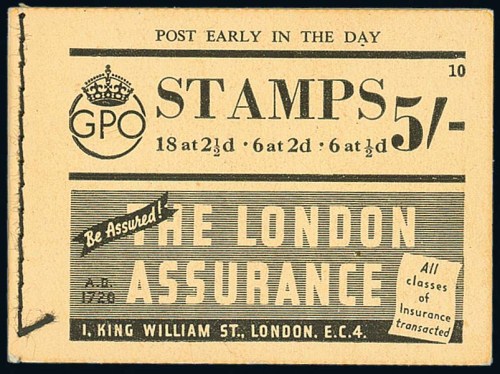 POST EARLY IN THE DAY
10
GPO
STAMPS 5/-
18 at 2½d · 6 at 2d · 6 at ½d
Be Assured!
THE LONDON
ASSURANCE
A.D.
1720
All
classes
of
Insurance
transacted
1, KING WILLIAM ST., LONDON. E.C.4.